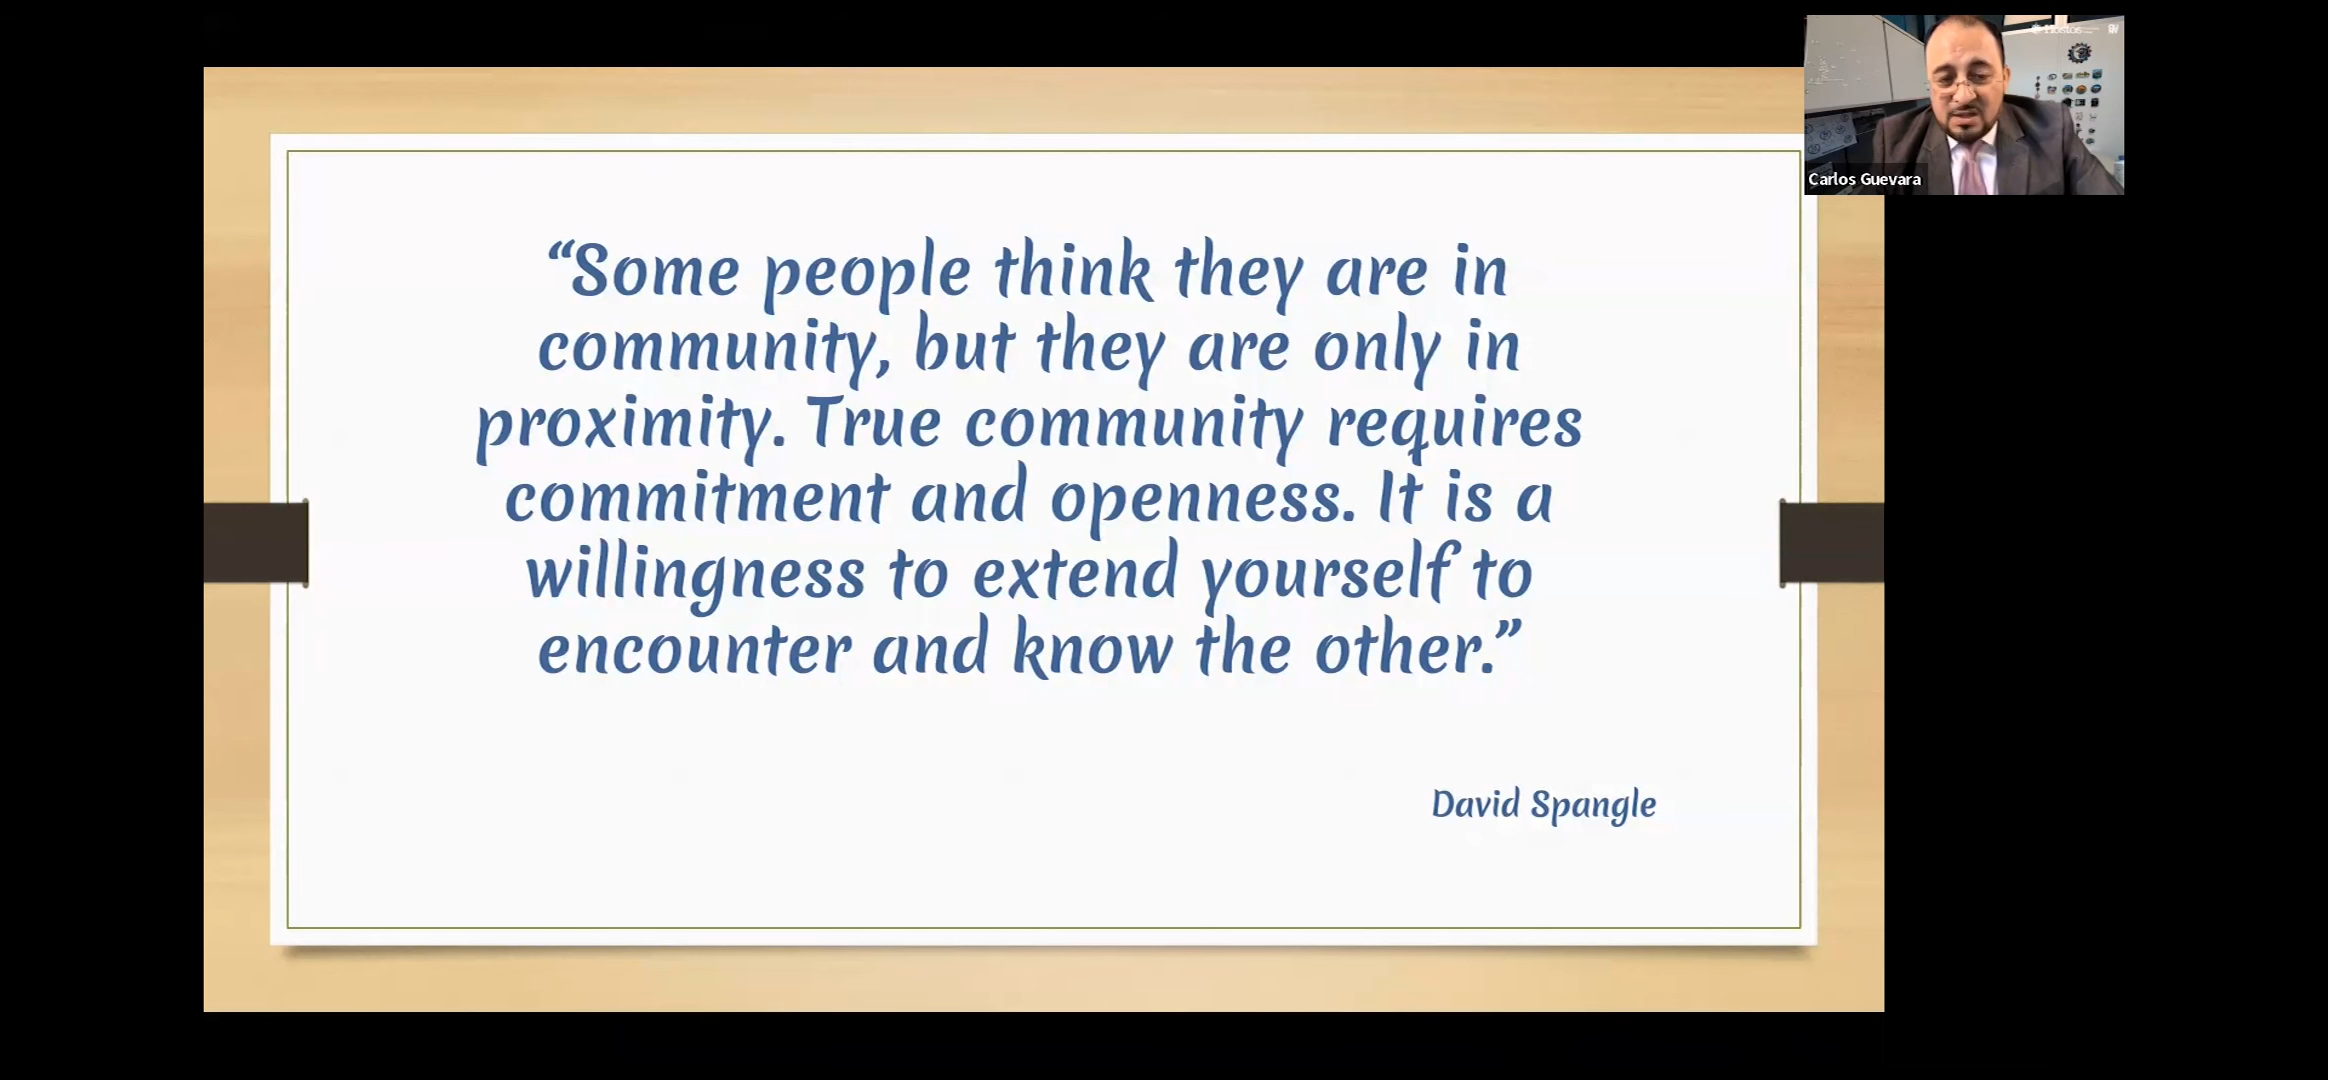 “Some people think they are in
community, but they are only in
proximity. True community requires
commitment and openness. It is a
willingness to extend yourself to
encounter and know the other.”
David Spangle
Carlos Guevara
Hostos